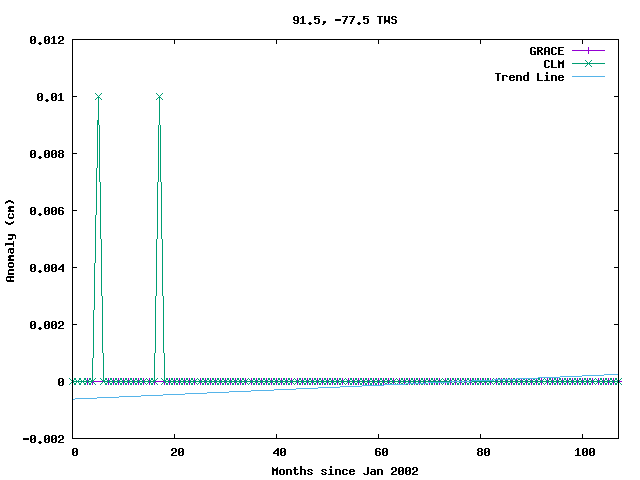 91.5, -77.5 TWS
0.012
0.01
0.008
0.006
0.004
0.002
0
-0.002
Anomaly (cm)
GRACE
CLM
Trend Line
0 20 40 60 80 100
Months since Jan 2002